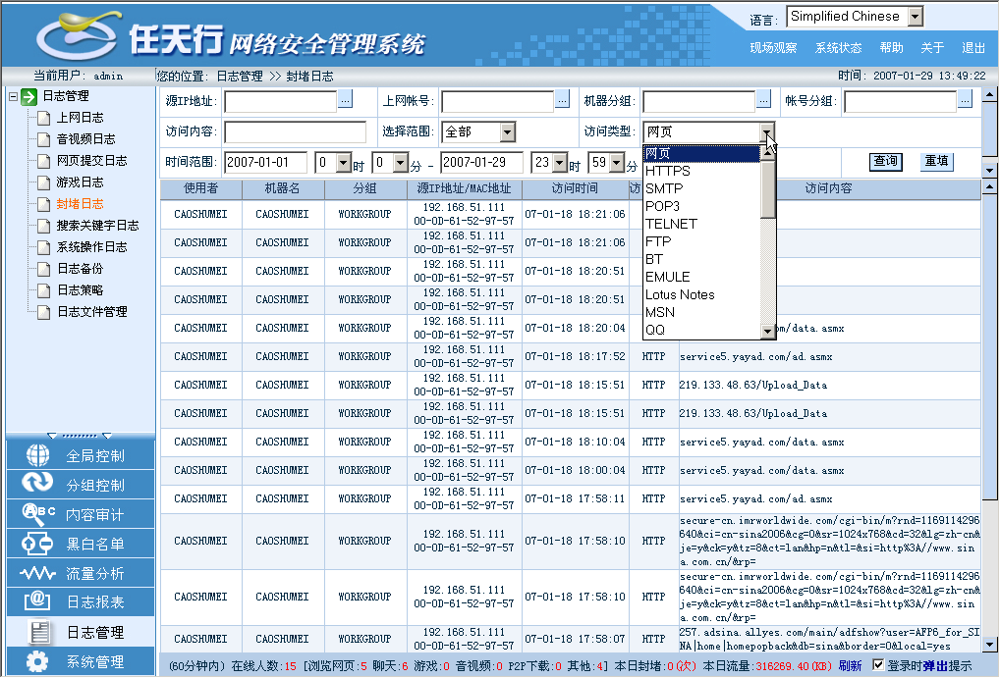 任天行 网络安全管理系统
语言: Simplified Chinese
现场观察 系统状态 帮助 关于 退出
当前用户: admin
您的位置: 日志管理 >> 封堵日志
时间: 2007-01-29 13:49:22
日志管理
上网日志
音视频日志
网页提交日志
游戏日志
封堵日志
搜索关键字日志
系统操作日志
日志备份
日志策略
日志文件管理
全局控制
分组控制
内容审计
黑白名单
流量分析
日志报表
日志管理
系统管理
源IP地址: ... 上网帐号: ... 机器分组: ... 帐号分组: ...
访问内容: 选择范围: 全部 访问类型: 网页
时间范围: 2007-01-01 0 时 0 分 - 2007-01-29 23 时 59 分 查询 重填
网页
HTTPS
SMTP
POP3
TELNET
FTP
BT
EMULE
Lotus Notes
MSN
QQ
使用者 机器名 分组 源IP地址/MAC地址 访问时间 访 访问内容
CAOSHUMEI CAOSHUMEI WORKGROUP 192.168.51.111 00-0D-61-52-97-57 07-01-18 18:21:06
CAOSHUMEI CAOSHUMEI WORKGROUP 192.168.51.111 00-0D-61-52-97-57 07-01-18 18:21:06
CAOSHUMEI CAOSHUMEI WORKGROUP 192.168.51.111 00-0D-61-52-97-57 07-01-18 18:20:51
CAOSHUMEI CAOSHUMEI WORKGROUP 192.168.51.111 00-0D-61-52-97-57 07-01-18 18:20:51
CAOSHUMEI CAOSHUMEI WORKGROUP 192.168.51.111 00-0D-61-52-97-57 07-01-18 18:20:04 om/data.asmx
CAOSHUMEI CAOSHUMEI WORKGROUP 192.168.51.111 00-0D-61-52-97-57 07-01-18 18:17:52 HTTP service5.yayad.com/ad.asmx
CAOSHUMEI CAOSHUMEI WORKGROUP 192.168.51.111 00-0D-61-52-97-57 07-01-18 18:15:51 HTTP 219.133.48.63/Upload_Data
CAOSHUMEI CAOSHUMEI WORKGROUP 192.168.51.111 00-0D-61-52-97-57 07-01-18 18:15:51 HTTP 219.133.48.63/Upload_Data
CAOSHUMEI CAOSHUMEI WORKGROUP 192.168.51.111 00-0D-61-52-97-57 07-01-18 18:10:04 HTTP service5.yayad.com/data.asmx
CAOSHUMEI CAOSHUMEI WORKGROUP 192.168.51.111 00-0D-61-52-97-57 07-01-18 18:00:04 HTTP service5.yayad.com/data.asmx
CAOSHUMEI CAOSHUMEI WORKGROUP 192.168.51.111 00-0D-61-52-97-57 07-01-18 17:58:11 HTTP service5.yayad.com/ad.asmx
CAOSHUMEI CAOSHUMEI WORKGROUP 192.168.51.111 00-0D-61-52-97-57 07-01-18 17:58:10 HTTP
secure-cn.imrworldwide.com/cgi-bin/m?rnd=1169114296
640&ci=cn-sina2006&cg=0&sr=1024x768&cd=32&lg=zh-cn&
je=y&ck=y&tz=8&ct=lan&hp=n&tl=&si=http%3A//www.sin
a.com.cn/&rp=
CAOSHUMEI CAOSHUMEI WORKGROUP 192.168.51.111 00-0D-61-52-97-57 07-01-18 17:58:10 HTTP
secure-cn.imrworldwide.com/cgi-bin/m?rnd=1169114296
640&ci=cn-sina2006&cg=0&sr=1024x768&cd=32&lg=zh-cn&
je=y&ck=y&tz=8&ct=lan&hp=n&tl=&si=http%3A//www.sin
a.com.cn/&rp=
CAOSHUMEI CAOSHUMEI WORKGROUP 192.168.51.111 00-0D-61-52-97-57 07-01-18 17:58:07 HTTP
257.adsina.allyes.com/main/adfshow?user=AFP6_for_SI
NA|home|homepopback&db=sina&border=0&local=yes
(60分钟内) 在线人数:15 [浏览网页:5 聊天:6 游戏:0 音视频:0 P2P下载:0 其他:4] 本日封堵:0(次) 本日流量:316269.40(KB) 刷新 登录时弹出提示